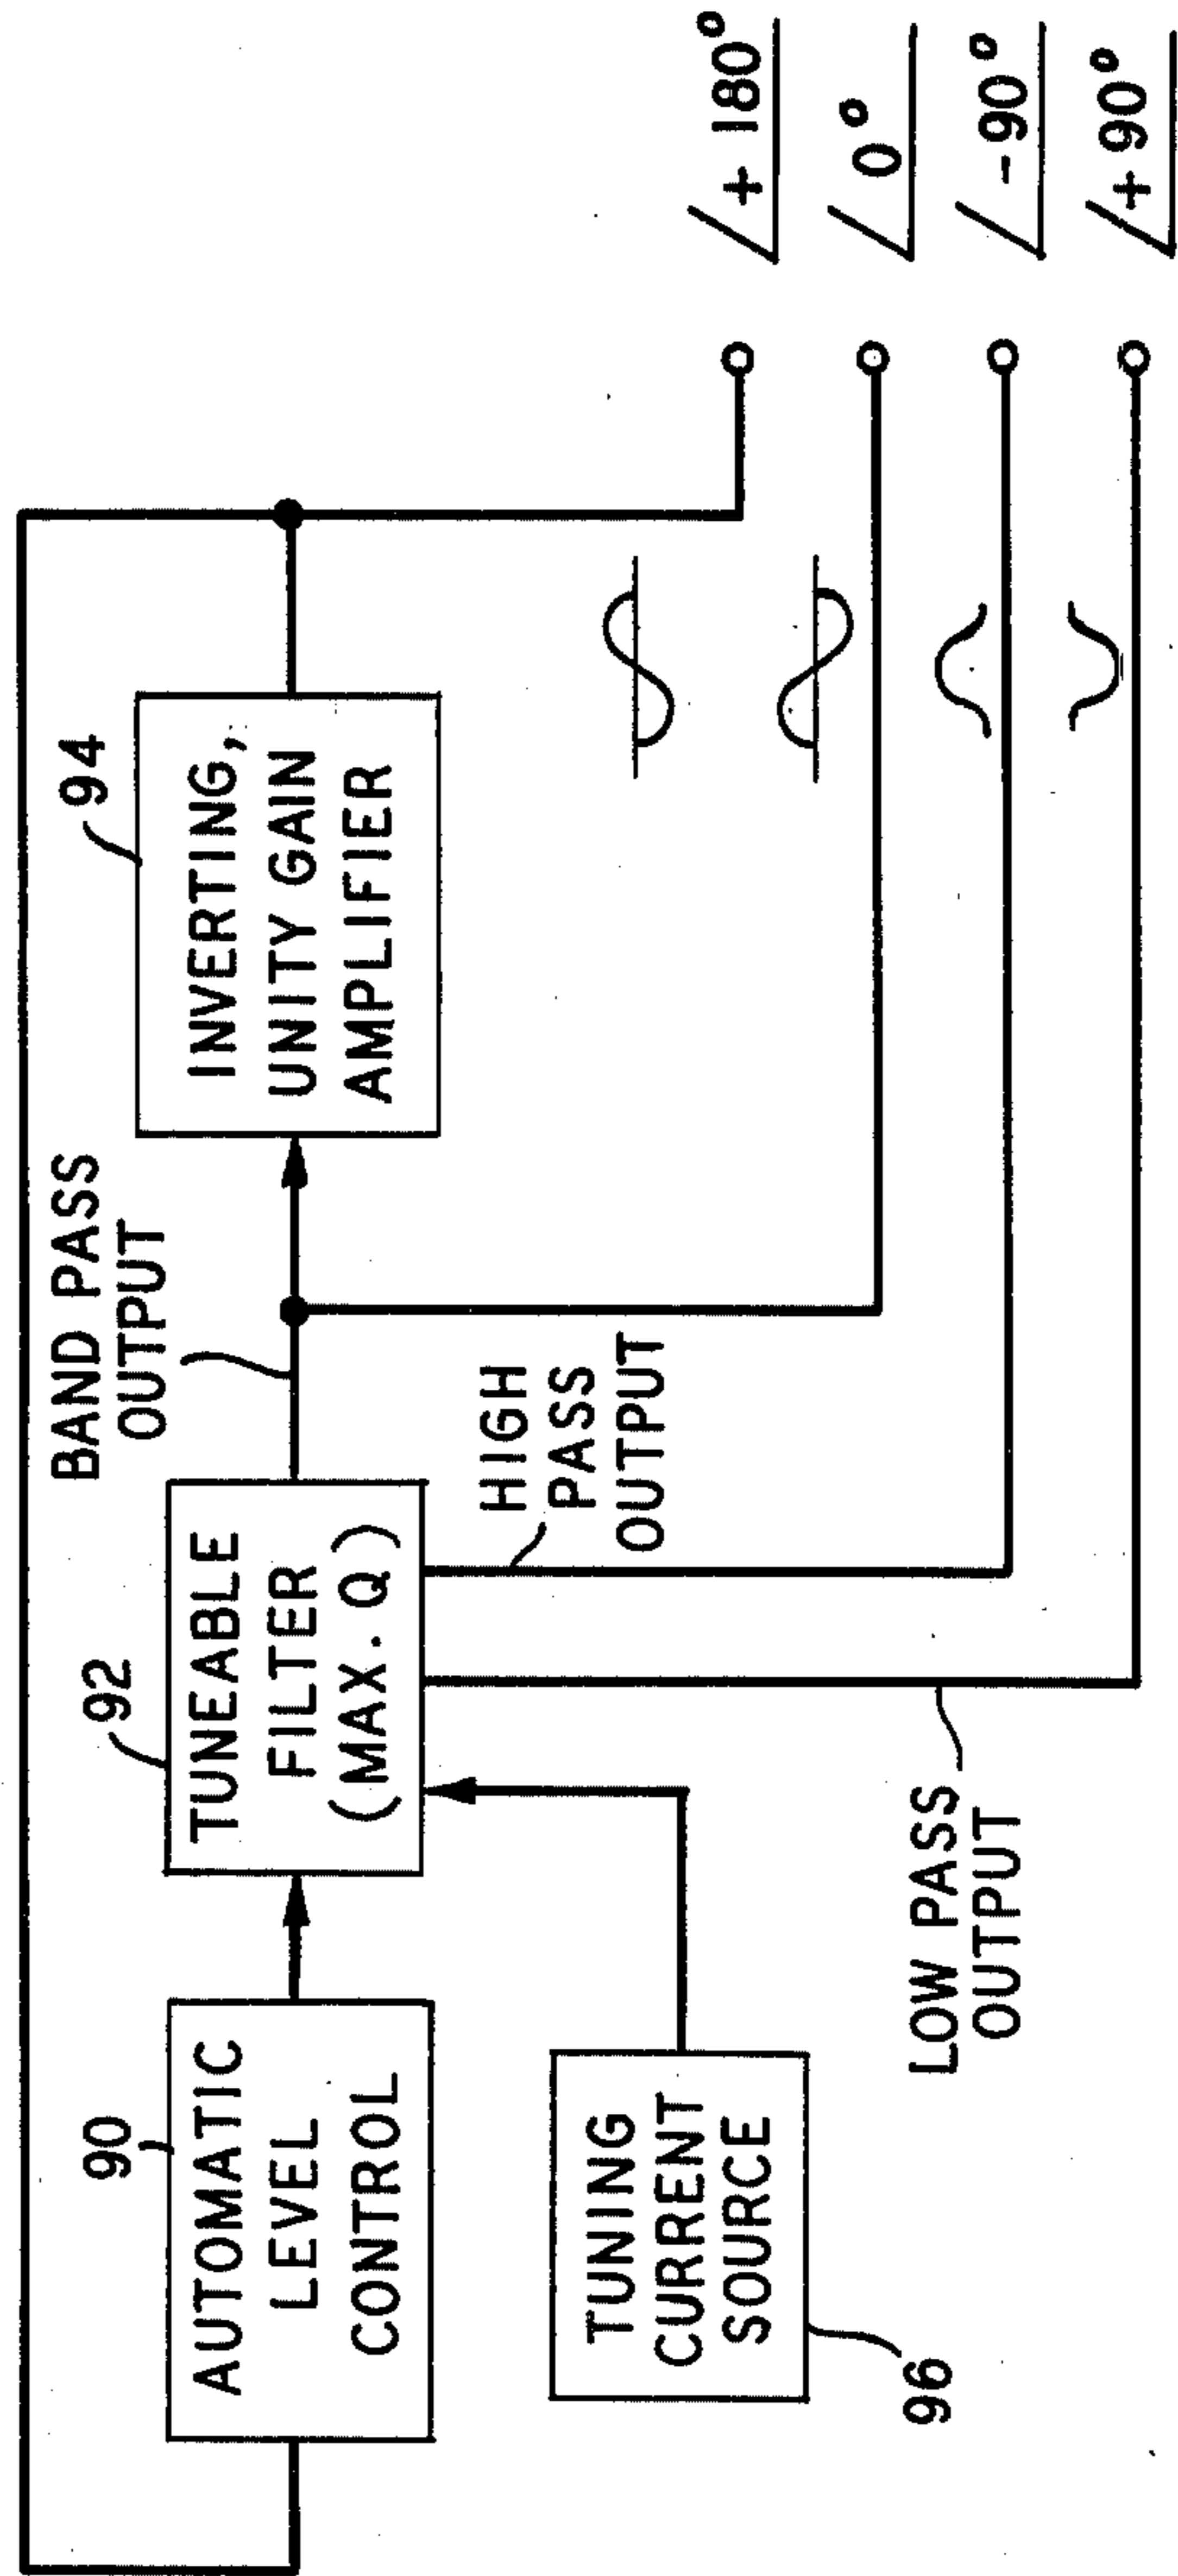 BAND PASS
OUTPUT
94
INVERTING,
UNITY GAIN
AMPLIFIER
92
TUNEABLE
FILTER
(MAX. Q)
90
AUTOMATIC
LEVEL
CONTROL
HIGH
PASS
OUTPUT
TUNING
CURRENT
SOURCE
96
LOW PASS
OUTPUT
+ 180°
0°
-90°
+ 90°